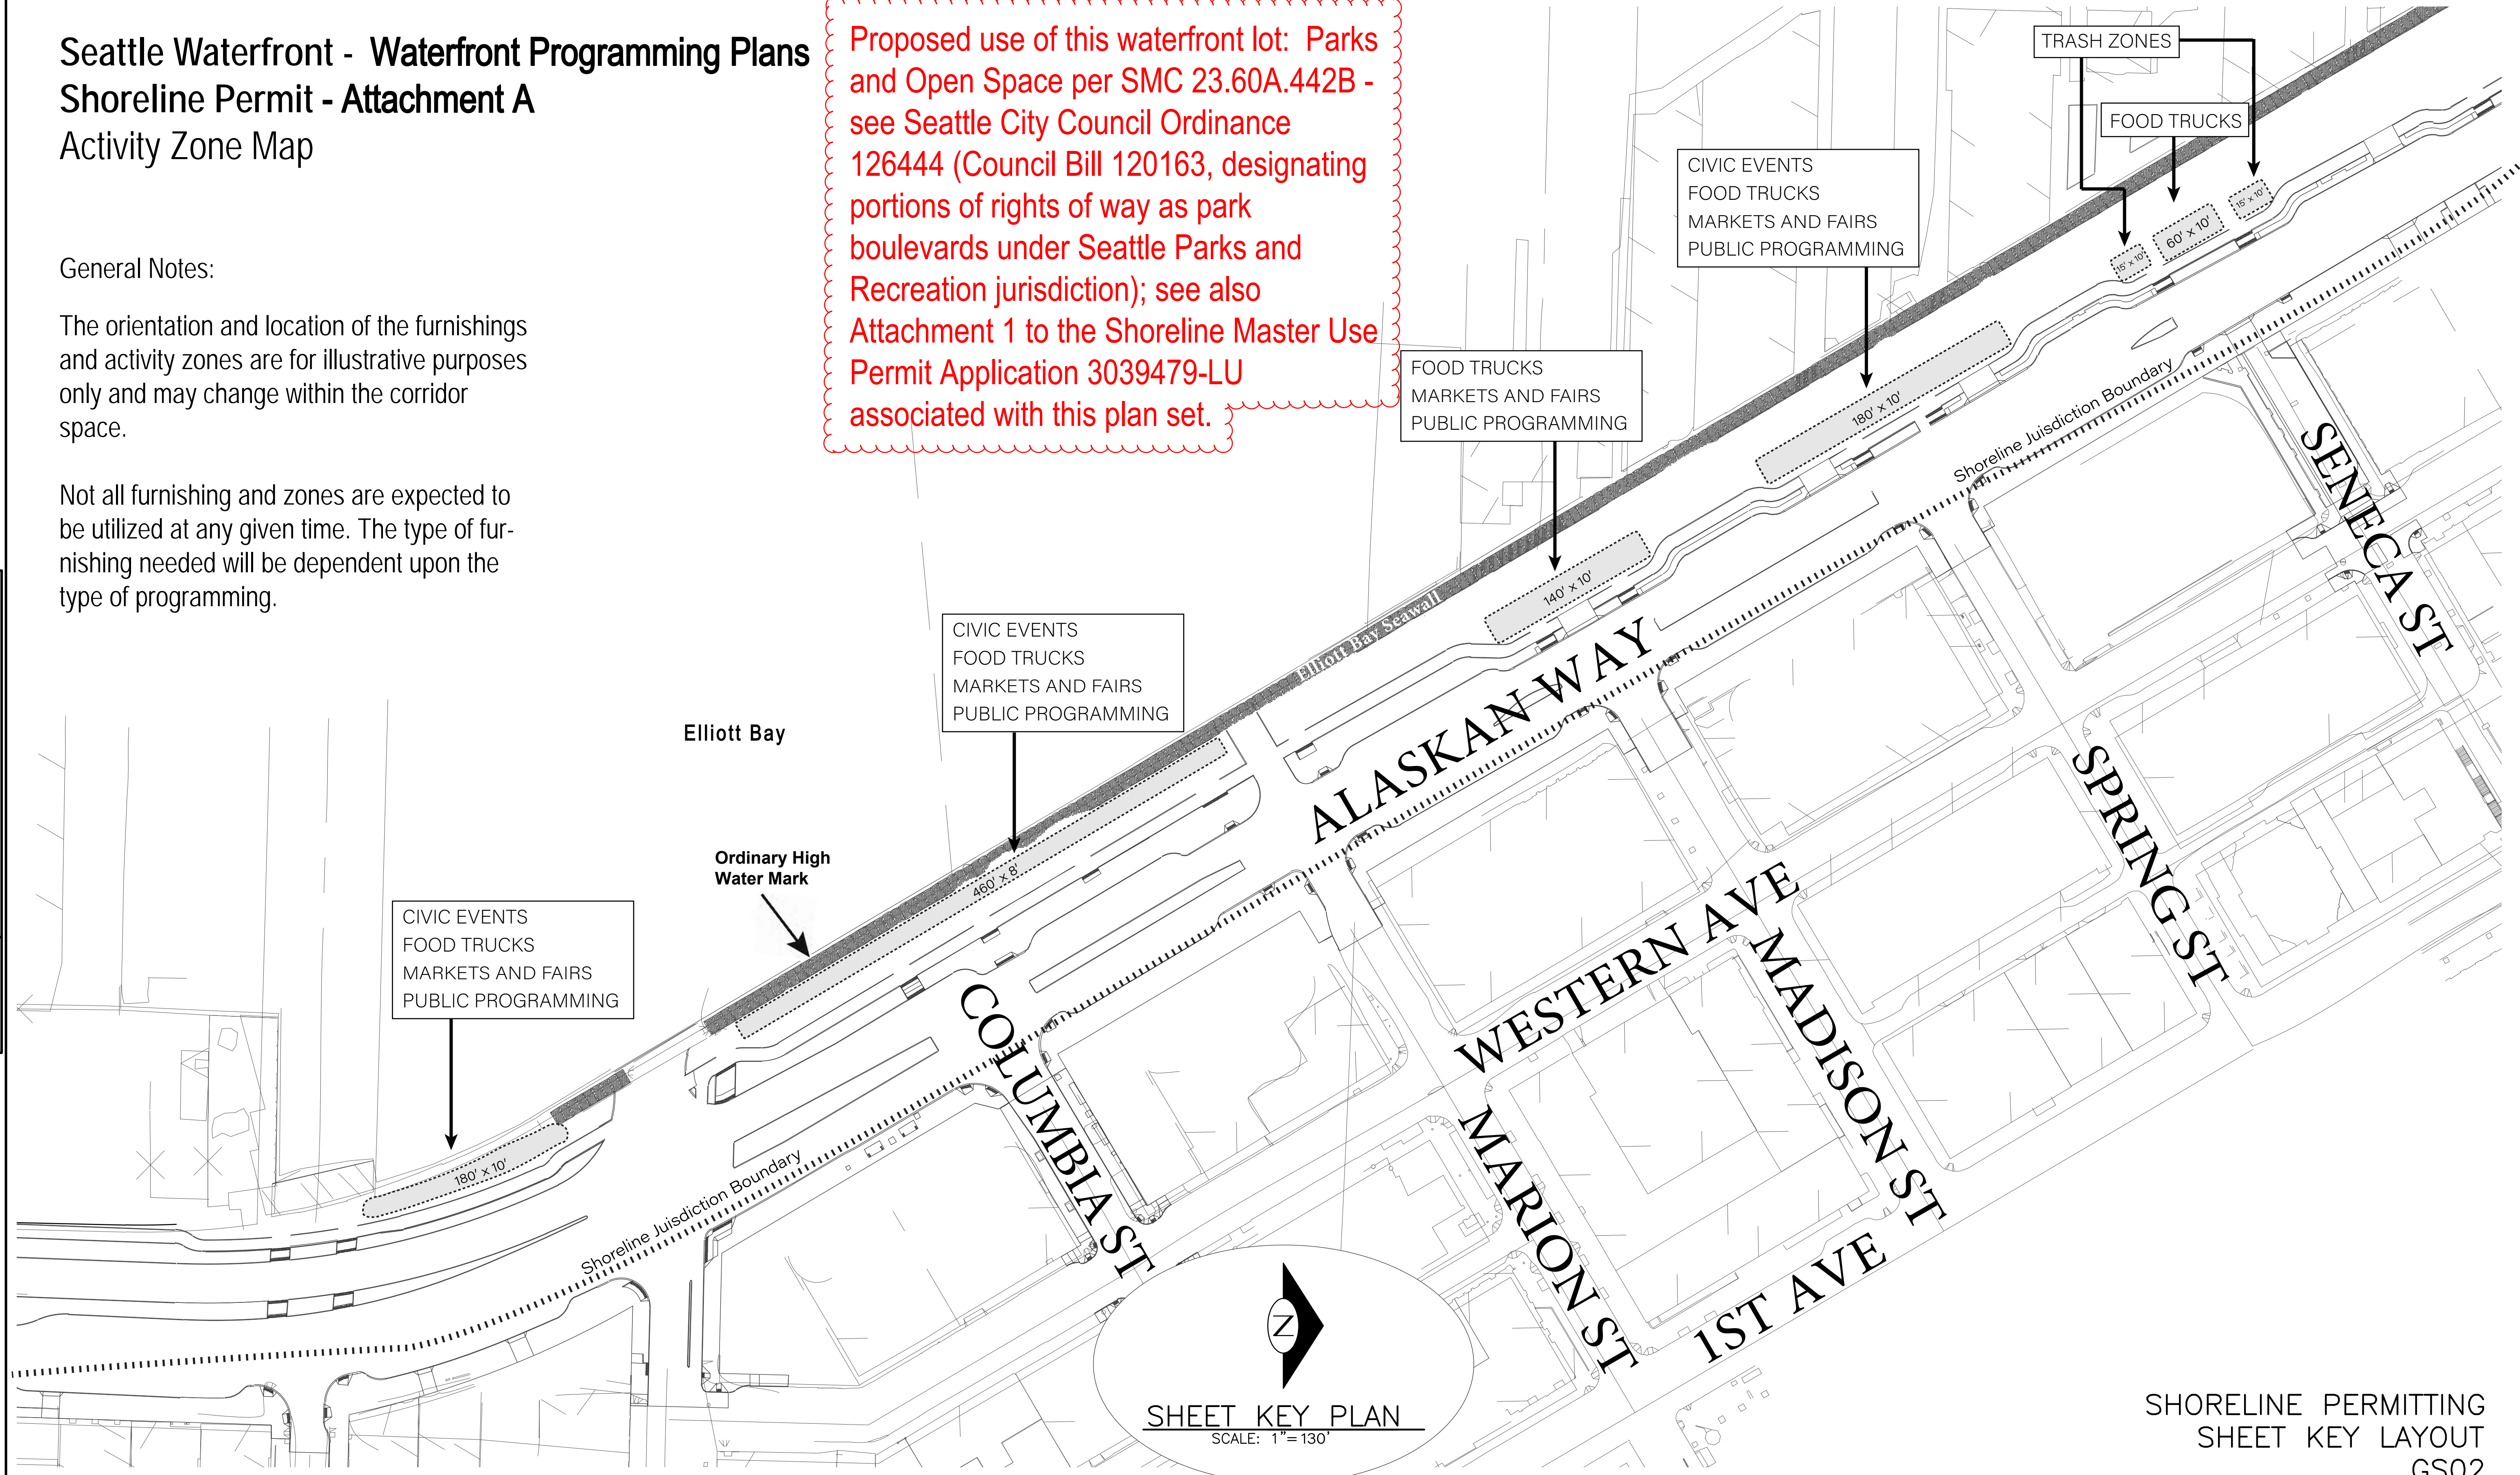 Seattle Waterfront - Waterfront Programming Plans
Shoreline Permit - Attachment A
Activity Zone Map
General Notes:
The orientation and location of the furnishings
and activity zones are for illustrative purposes
only and may change within the corridor
space.
Not all furnishing and zones are expected to
be utilized at any given time. The type of fur-
nishing needed will be dependent upon the
type of programming.
Proposed use of this waterfront lot: Parks
and Open Space per SMC 23.60A.442B -
see Seattle City Council Ordinance
126444 (Council Bill 120163, designating
portions of rights of way as park
boulevards under Seattle Parks and
Recreation jurisdiction); see also
Attachment 1 to the Shoreline Master Use
Permit Application 3039479-LU
associated with this plan set.
TRASH ZONES
FOOD TRUCKS
15' x 10'
60' x 10'
15' x 10'
CIVIC EVENTS
FOOD TRUCKS
MARKETS AND FAIRS
PUBLIC PROGRAMMING
180' x 10'
FOOD TRUCKS
MARKETS AND FAIRS
PUBLIC PROGRAMMING
140' x 10'
Shoreline Juisdiction Boundary
SENECA ST
Elliott Bay Seawall
CIVIC EVENTS
FOOD TRUCKS
MARKETS AND FAIRS
PUBLIC PROGRAMMING
460' x 8'
Elliott Bay
ALASKAN WAY
SPRING ST
Ordinary High
Water Mark
CIVIC EVENTS
FOOD TRUCKS
MARKETS AND FAIRS
PUBLIC PROGRAMMING
180' x 10'
WESTERN AVE
MADISON ST
COLUMBIA ST
MARION ST
Shoreline Juisdiction Boundary
1ST AVE
N
SHEET KEY PLAN
SCALE: 1"=130'
SHORELINE PERMITTING
SHEET KEY LAYOUT
GS02